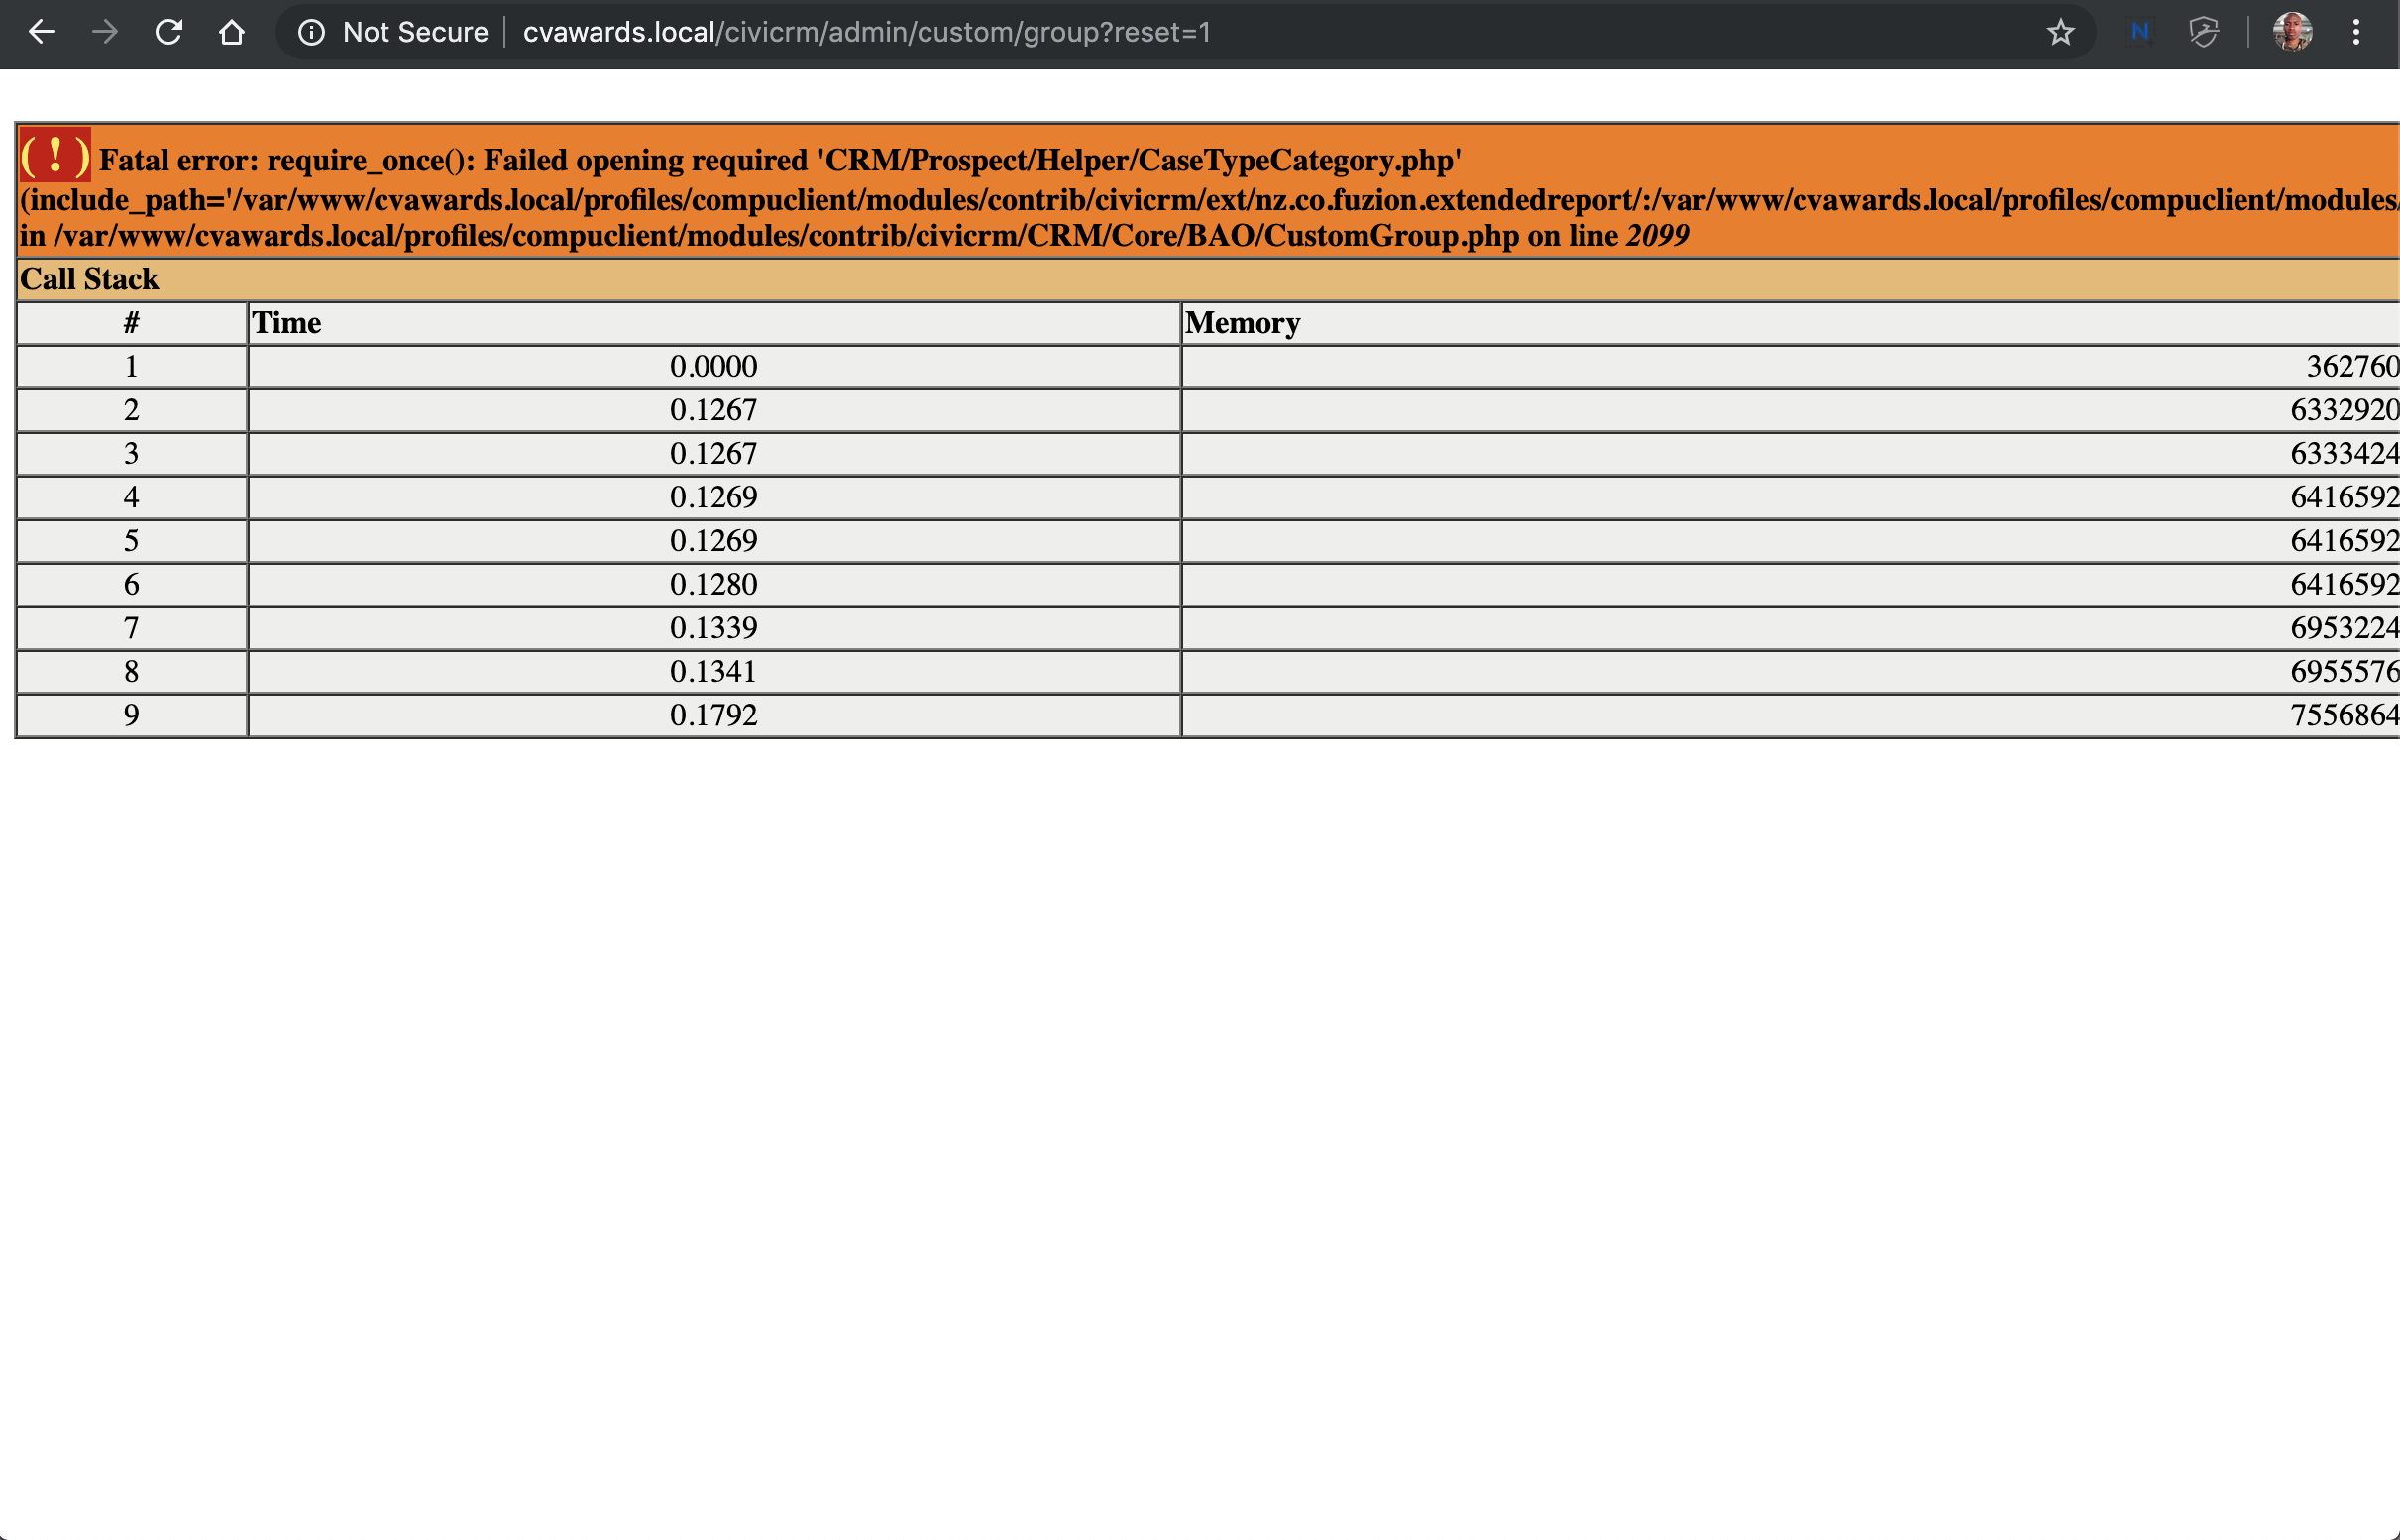 Not Secure | cvawards.local/civicrm/admin/custom/group?reset=1
N
( ! ) Fatal error: require_once(): Failed opening required 'CRM/Prospect/Helper/CaseTypeCategory.php'
(include_path='/var/www/cvawards.local/profiles/compuclient/modules/contrib/civicrm/ext/nz.co.fuzion.extendedreport/:/var/www/cvawards.local/profiles/compuclient/modules/
in /var/www/cvawards.local/profiles/compuclient/modules/contrib/civicrm/CRM/Core/BAO/CustomGroup.php on line 2099
Call Stack
# Time Memory
1 0.0000 362760
2 0.1267 6332920
3 0.1267 6333424
4 0.1269 6416592
5 0.1269 6416592
6 0.1280 6416592
7 0.1339 6953224
8 0.1341 6955576
9 0.1792 7556864